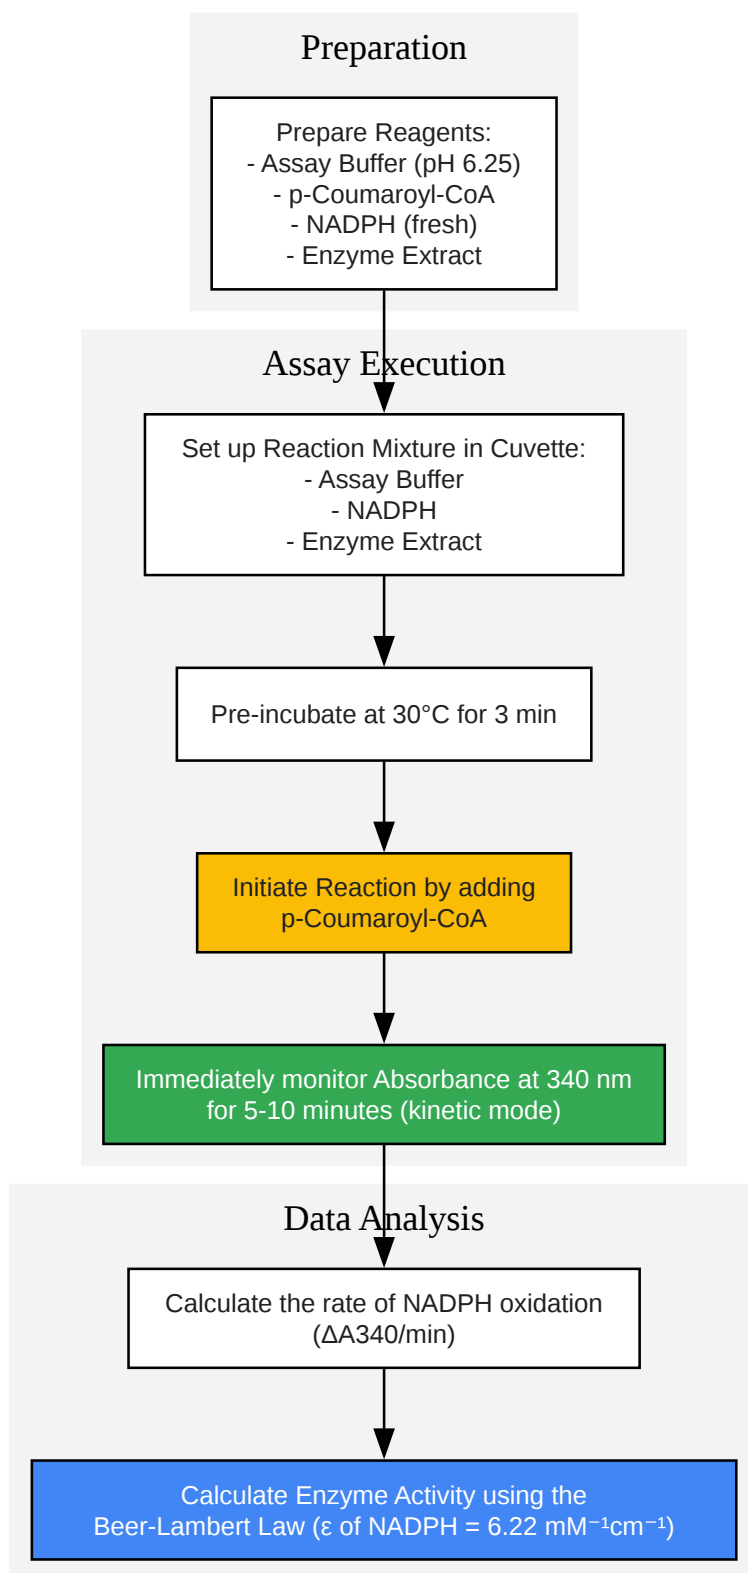 Preparation
Prepare Reagents:
- Assay Buffer (pH 6.25)
- p-Coumaroyl-CoA
- NADPH (fresh)
- Enzyme Extract
Assay Execution
Set up Reaction Mixture in Cuvette:
- Assay Buffer
- NADPH
- Enzyme Extract
Pre-incubate at 30°C for 3 min
Initiate Reaction by adding
p-Coumaroyl-CoA
Immediately monitor Absorbance at 340 nm
for 5-10 minutes (kinetic mode)
Data Analysis
Calculate the rate of NADPH oxidation
(ΔA340/min)
Calculate Enzyme Activity using the
Beer-Lambert Law (ε of NADPH = 6.22 mM⁻¹cm⁻¹)